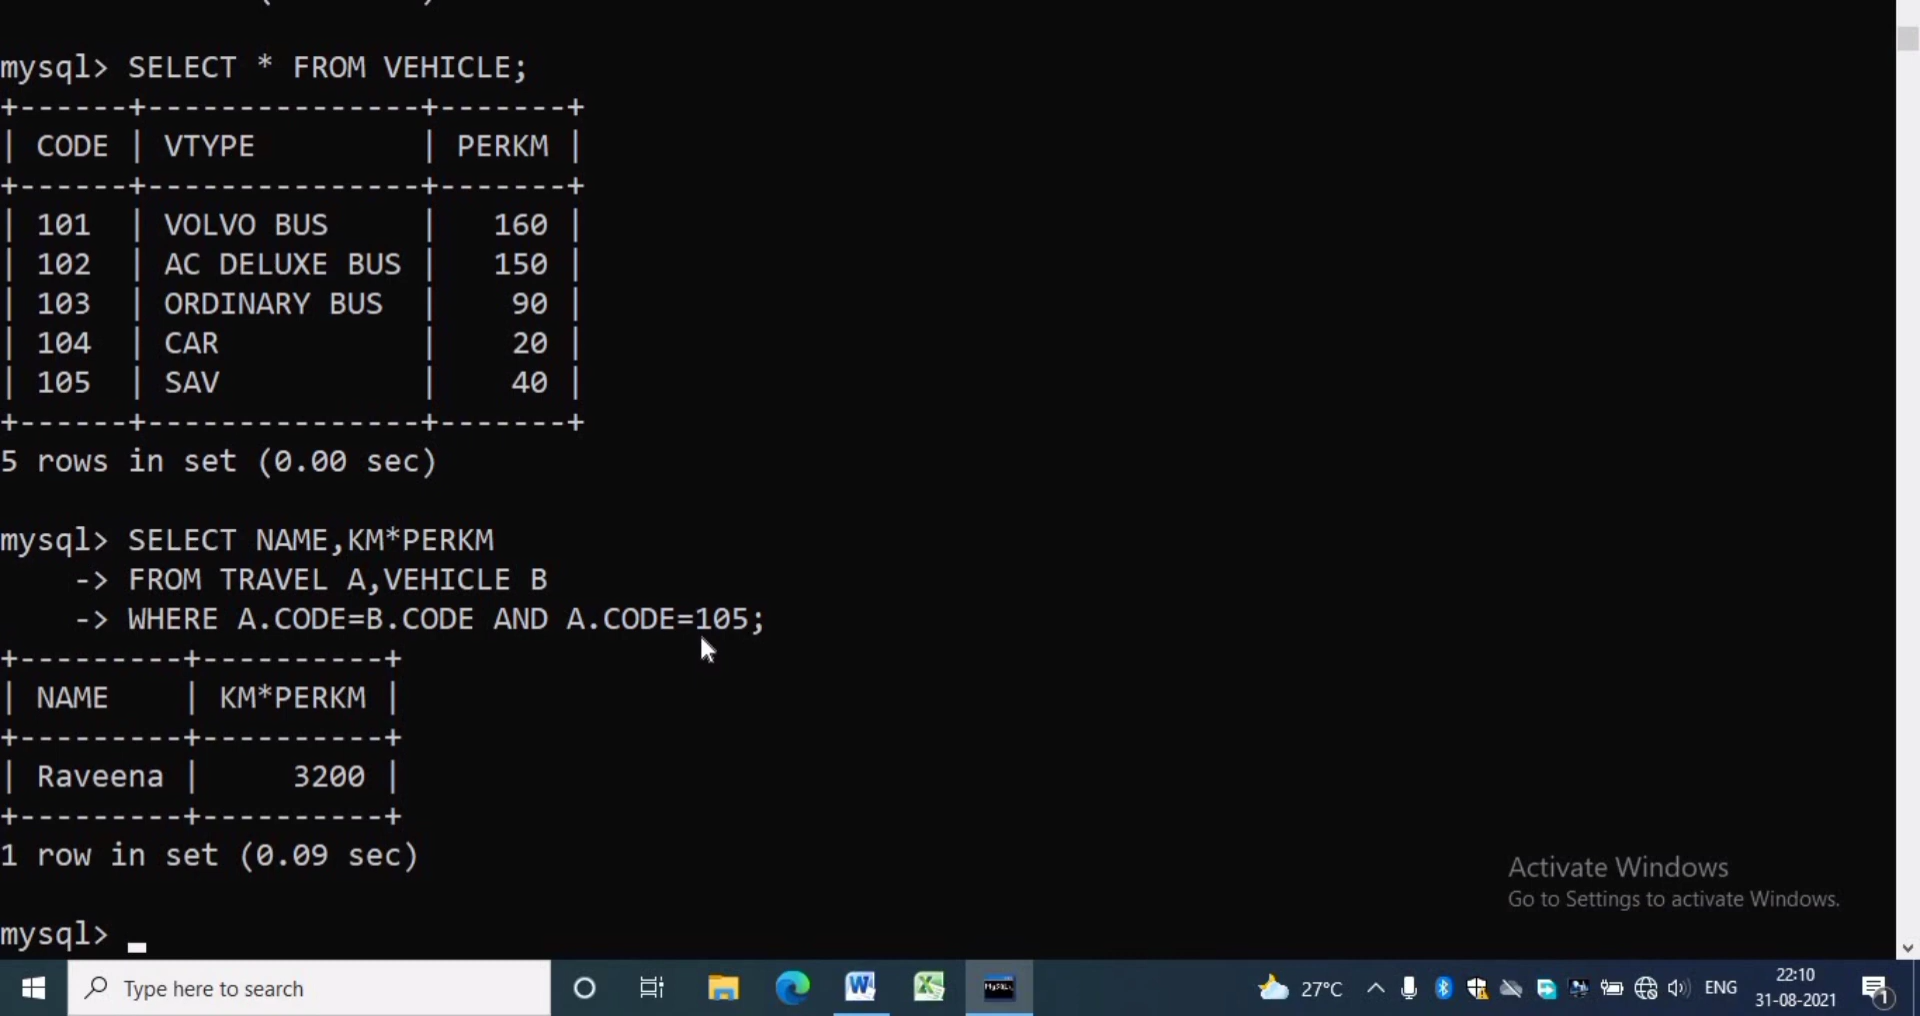 mysql> SELECT * FROM VEHICLE;
+------+---------------+-------+
| CODE | VTYPE         | PERKM |
+------+---------------+-------+
| 101  | VOLVO BUS     |   160 |
| 102  | AC DELUXE BUS |   150 |
| 103  | ORDINARY BUS  |    90 |
| 104  | CAR           |    20 |
| 105  | SAV           |    40 |
+------+---------------+-------+
5 rows in set (0.00 sec)
mysql> SELECT NAME,KM*PERKM
    -> FROM TRAVEL A,VEHICLE B
    -> WHERE A.CODE=B.CODE AND A.CODE=105;
+---------+----------+
| NAME    | KM*PERKM |
+---------+----------+
| Raveena |     3200 |
+---------+----------+
1 row in set (0.09 sec)
Activate Windows
Go to Settings to activate Windows.
mysql>
Type here to search
27°C
ENG
22:10
31-08-2021
1